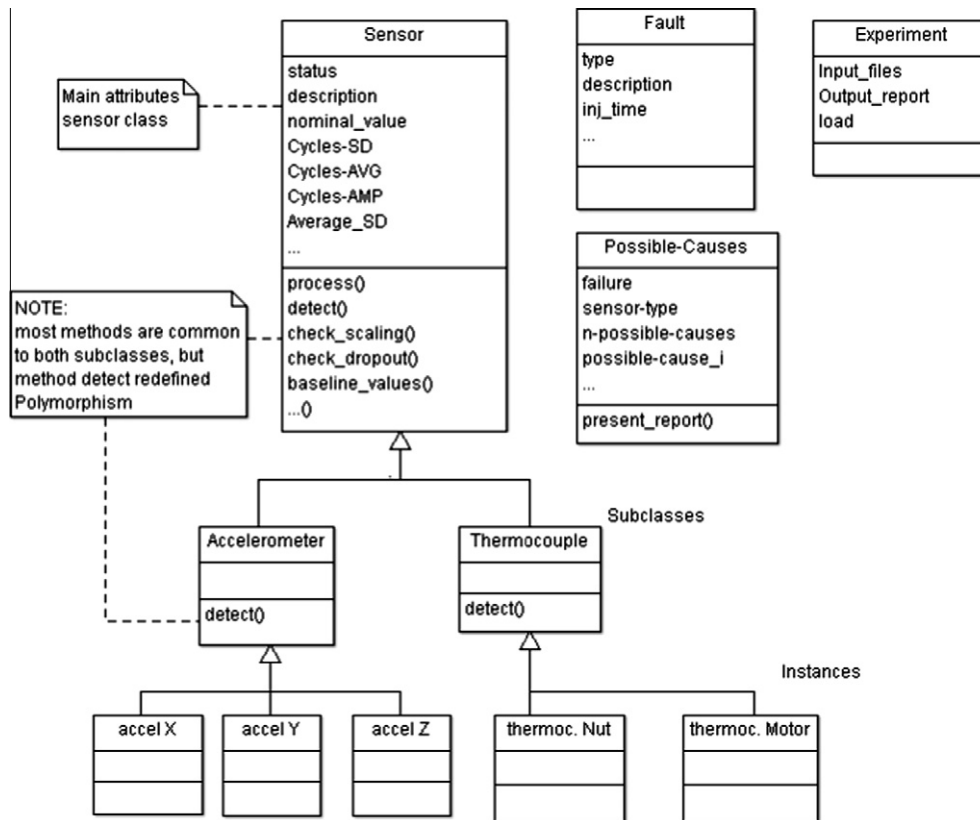 Sensor
status
description
nominal_value
Cycles-SD
Cycles-AVG
Cycles-AMP
Average_SD
...
process()
detect()
check_scaling()
check_dropout()
baseline_values()
...()
Main attributes
sensor class
NOTE:
most methods are common
to both subclasses, but
method detect redefined
Polymorphism
Fault
type
description
inj_time
...
Experiment
Input_files
Output_report
load
Possible-Causes
failure
sensor-type
n-possible-causes
possible-cause_i
...
present_report()
Subclasses
Accelerometer
detect()
Thermocouple
detect()
Instances
accel X
accel Y
accel Z
thermoc. Nut
thermoc. Motor